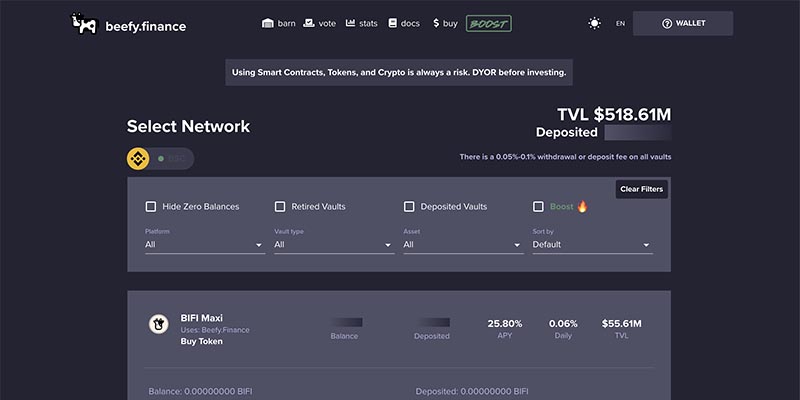 beefy.finance
barn vote stats docs $ buy BOOST
EN
WALLET
Using Smart Contracts, Tokens, and Crypto is always a risk. DYOR before investing.
Select Network
TVL $518.61M
Deposited
BSC
There is a 0.05%-0.1% withdrawal or deposit fee on all vaults
Clear Filters
Hide Zero Balances Retired Vaults Deposited Vaults Boost 🔥
Platform Vault type Asset Sort by
All All All Default
BIFI Maxi
Uses: Beefy.Finance
Buy Token
Balance
Deposited
25.80%
APY
0.06%
Daily
$55.61M
TVL
Balance: 0.00000000 BIFI
Deposited: 0.00000000 BIFI